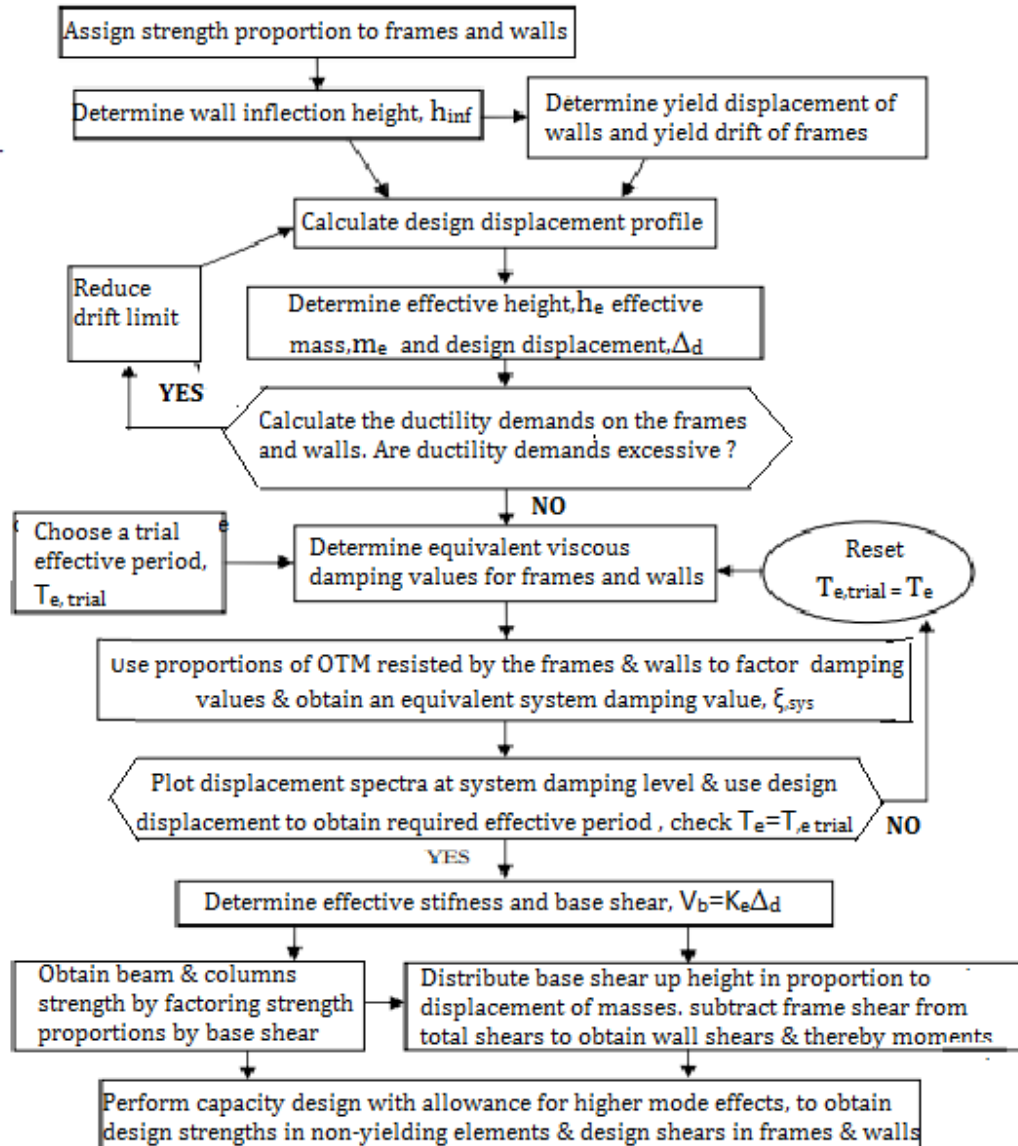 Assign strength proportion to frames and walls
Determine wall inflection height, hinf
Determine yield displacement of
walls and yield drift of frames
Calculate design displacement profile
Reduce
drift limit
Determine effective height,he effective
mass,me and design displacement,Δd
YES
Calculate the ductility demands on the frames
and walls. Are ductility demands excessive ?
NO
Choose a trial
effective period,
Te, trial
Determine equivalent viscous
damping values for frames and walls
Reset
Te,trial = Te
Use proportions of OTM resisted by the frames & walls to factor damping
values & obtain an equivalent system damping value, ξ,sys
Plot displacement spectra at system damping level & use design
displacement to obtain required effective period , check Te=T,e trial
NO
YES
Determine effective stifness and base shear, Vb=KeΔd
Obtain beam & columns
strength by factoring strength
proportions by base shear
Distribute base shear up height in proportion to
displacement of masses. subtract frame shear from
total shears to obtain wall shears & thereby moments
Perform capacity design with allowance for higher mode effects, to obtain
design strengths in non-yielding elements & design shears in frames & walls